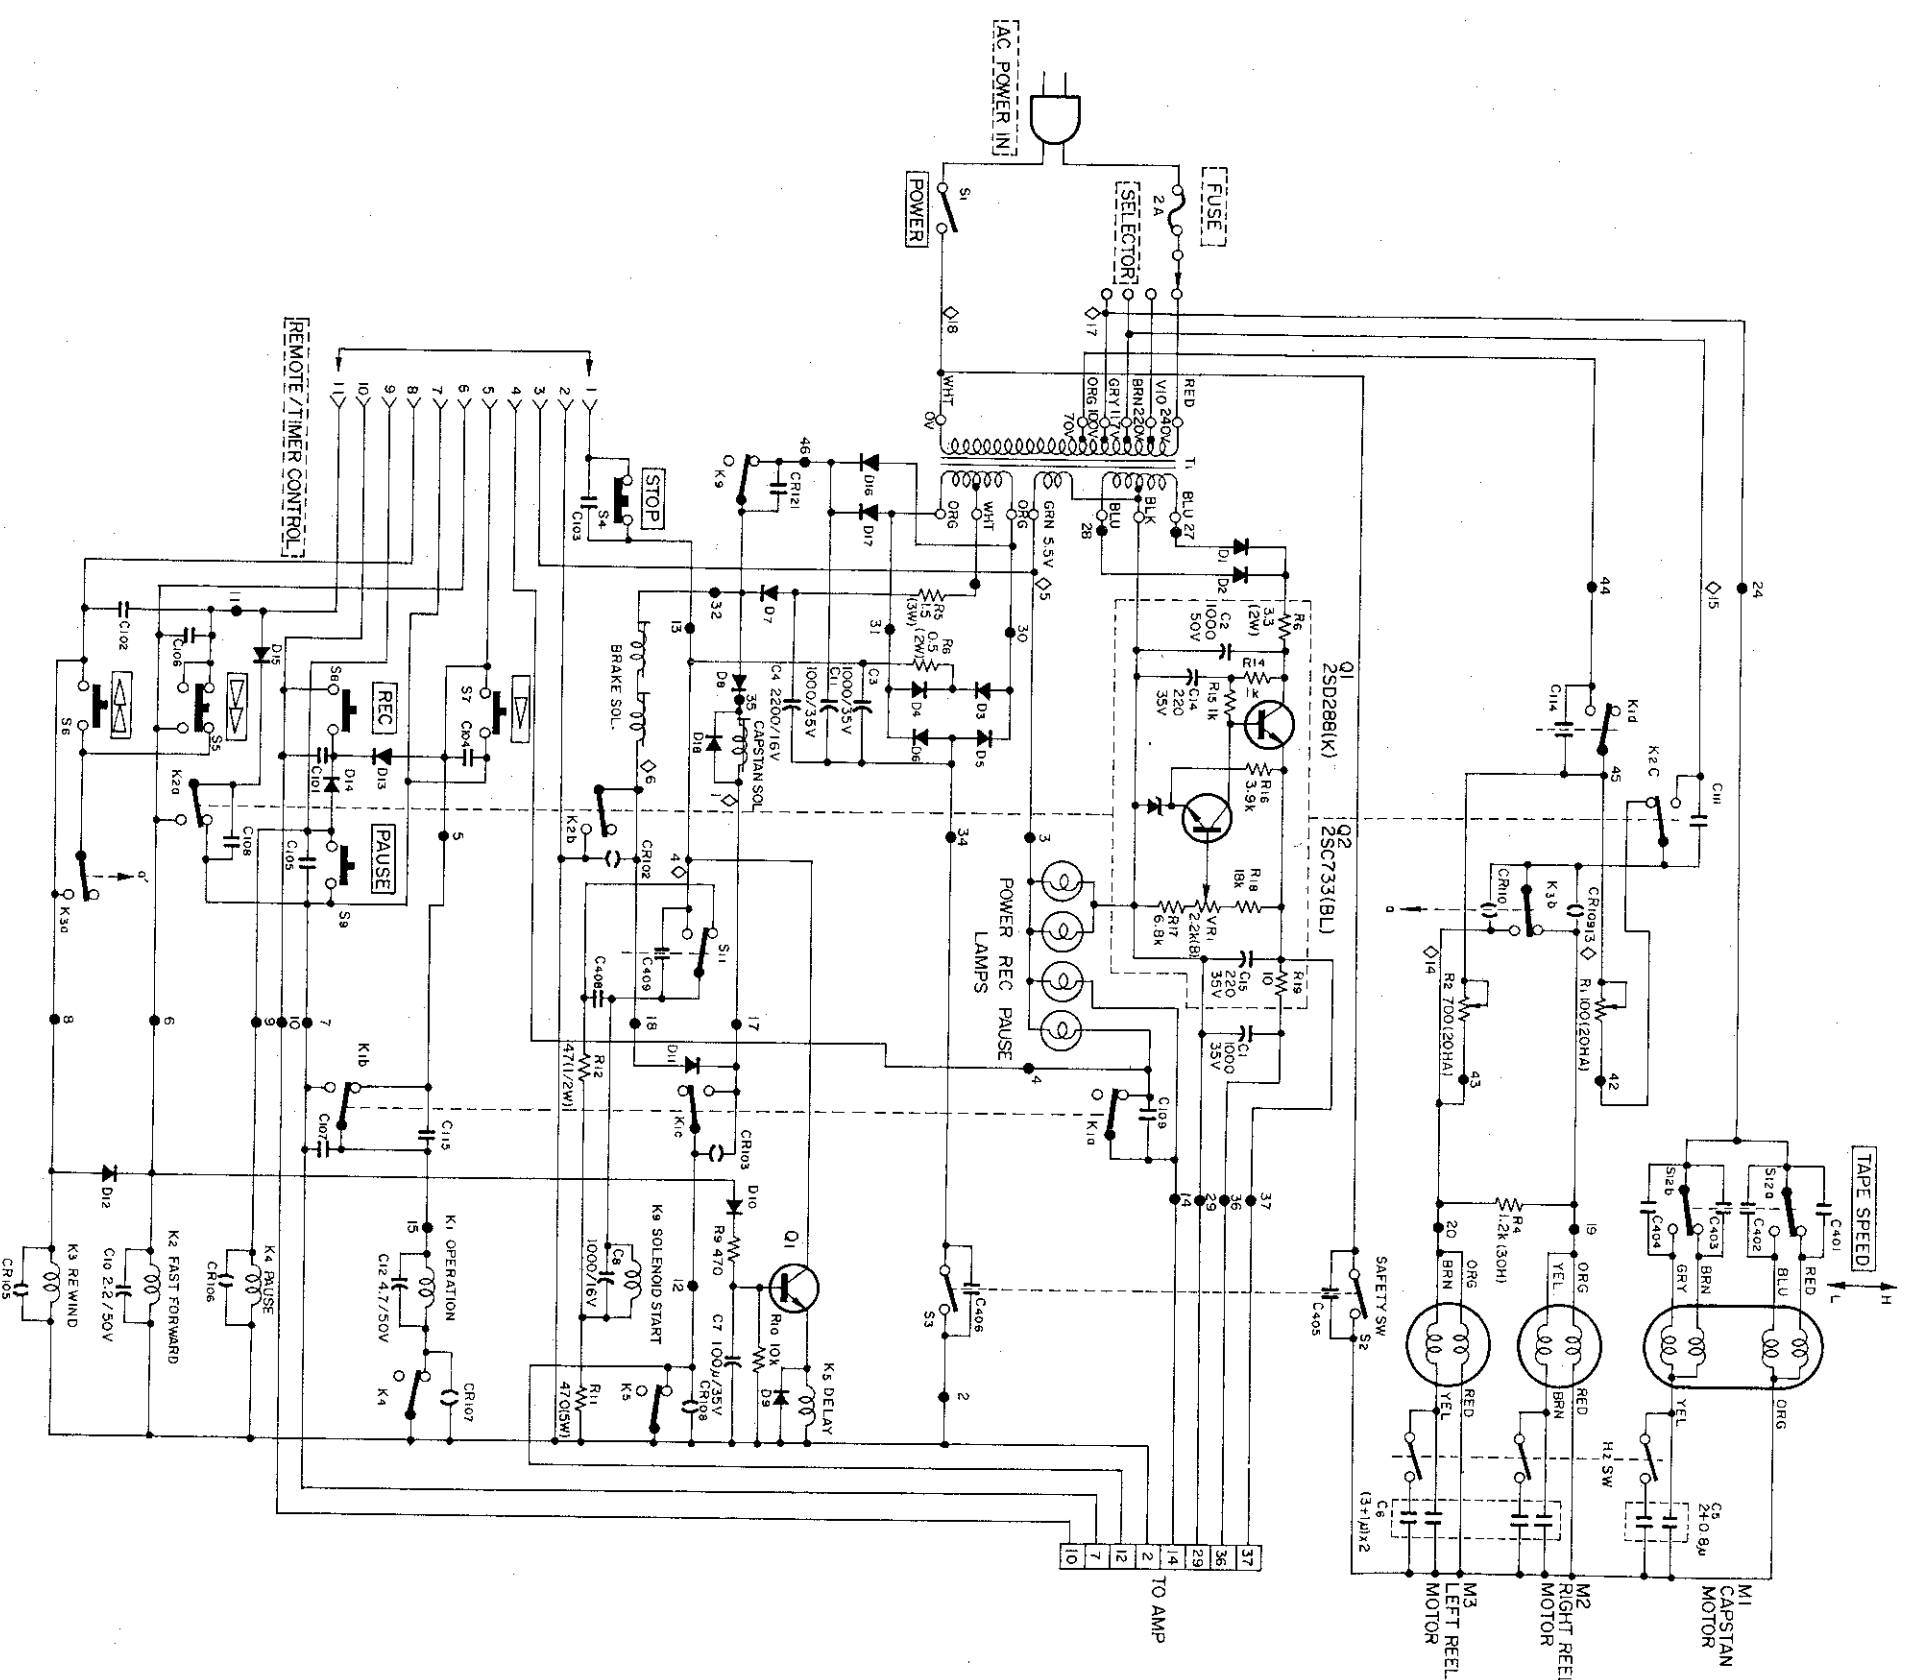 AC POWER IN
FUSE
2A
SELECTOR
S1
POWER
18
17
WHT
0V
RED
VIO 240V
BRN 220V
GRY 117V
ORG 100V
70V
T1
ORG
WHT
ORG
GRN 5.5V
BLU
28
BLK
BLU 27
D1
D2
44
15
24
K1d
C114
K2C
C111
45
CR110
K3b
CR109
13
a
14
R2 700(20HA)
43
R1 100(20HA)
42
TAPE SPEED
S12b
S12a
C404
C403
C402
C401
H
L
20
R4
1.2k(30H)
19
ORG
BRN
ORG
YEL
GRY
BRN
BLU
RED
RED
YEL
RED
BRN
YEL
ORG
HZ SW
C6
(3+1μ)x2
C5
2+0.8μ
M1
CAPSTAN
MOTOR
M2
RIGHT REEL
MOTOR
M3
LEFT REEL
MOTOR
SAFETY SW
S2
C405
Q1
2SD288(K)
Q2
2SC733(BL)
R6
3.3
(2W)
C2
1000
50V
R14
1k
R15 1k
C14
220
35V
R16
3.9k
R18
18k
VR1
2.2k(B)
R17
6.8k
C15
220
35V
R19
10
C1
1000
35V
5
30
31
R5
1.5
(3W)
R6
0.5
(2W)
D3
D4
D5
D6
C3
1000/35V
C11
1000/35V
C4 2200/16V
46
D16
D17
CR121
K9
D7
32
13
D8
35
CAPSTAN SOL
D18
1
BRAKE SOL.
6
K2b
CR102
34
3
POWER REC PAUSE
LAMPS
4
C109
K1a
14
29
36
37
4
S11
C409
C408
18
17
D11
K1c
CR103
R12
47(1/2W)
D10
R9 470
Q1
R10 10k
C7 100μ/35V
D9
K5 DELAY
K9 SOLENOID START
C8
1000/16V
12
K5
CR108
R11
470(5W)
C406
S3
2
REMOTE/TIMER CONTROL
1
2
3
4
5
6
7
8
9
10
11
STOP
S4
C103
C102
11
D15
C106
S5
S6
REC
S8
S7
C104
D13
D14
C101
PAUSE
S9
C105
K2a
C108
K3a
a'
5
8
6
9
10
7
K1b
C107
C115
D12
15
K1 OPERATION
C12 4.7/50V
K4
CR107
K4 PAUSE
CR106
K2 FAST FORWARD
C10 2.2/50V
K3 REWIND
CR105
10
7
12
2
14
29
36
37
TO AMP